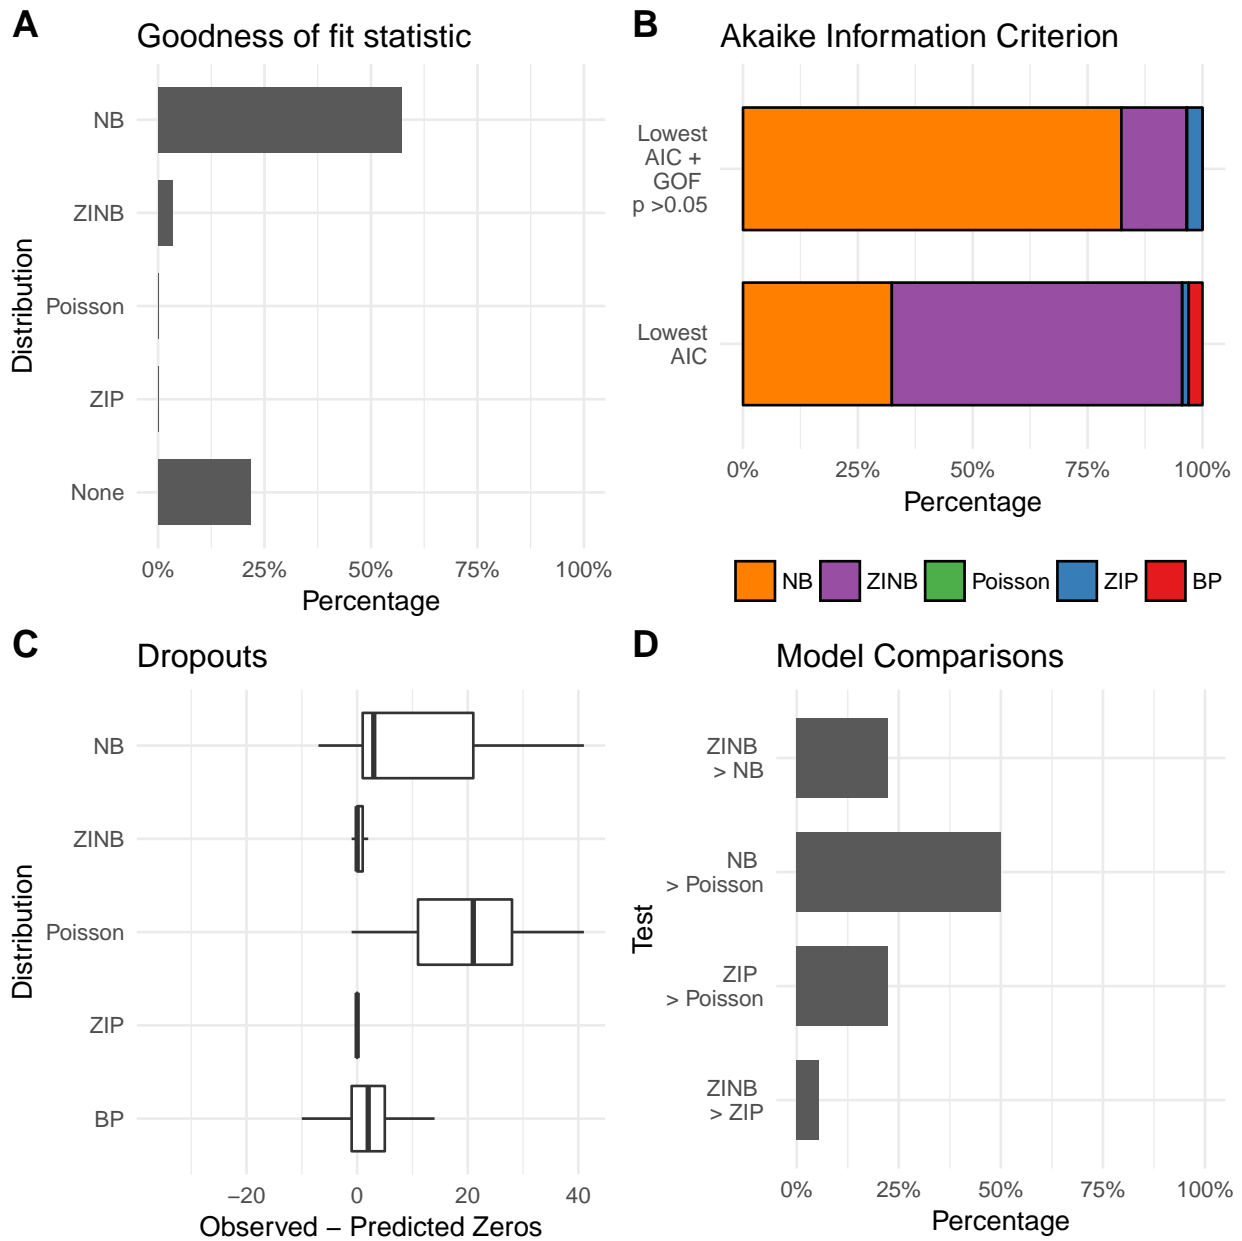 A
Goodness of fit statistic
Distribution
NB
ZINB
Poisson
ZIP
None
0% 25% 50% 75% 100%
Percentage
B
Akaike Information Criterion
Lowest
AIC +
GOF
p >0.05
Lowest
AIC
0% 25% 50% 75% 100%
Percentage
NB ZINB Poisson ZIP BP
C
Dropouts
Distribution
NB
ZINB
Poisson
ZIP
BP
−20 0 20 40
Observed − Predicted Zeros
D
Model Comparisons
Test
ZINB
> NB
NB
> Poisson
ZIP
> Poisson
ZINB
> ZIP
0% 25% 50% 75% 100%
Percentage